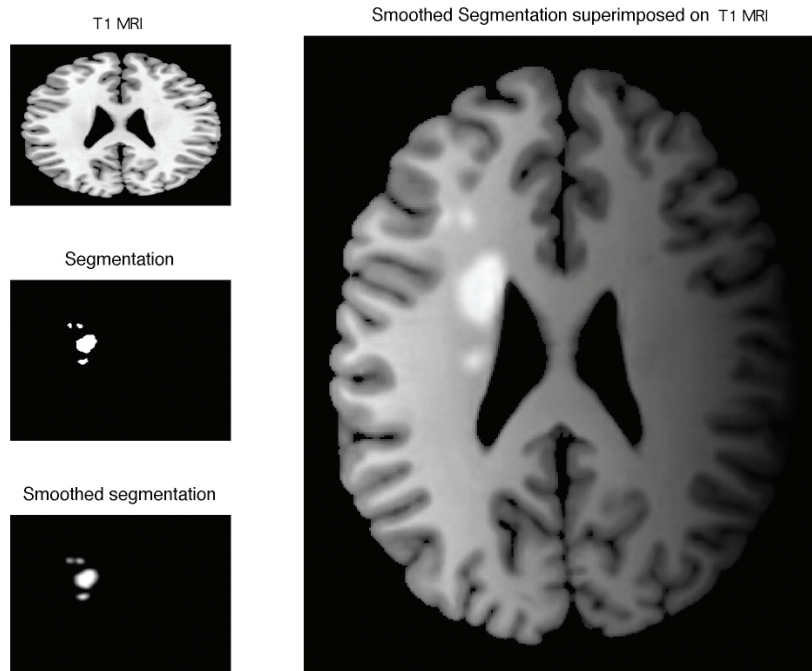 T1 MRI
Smoothed Segmentation superimposed on T1 MRI
Segmentation
Smoothed segmentation